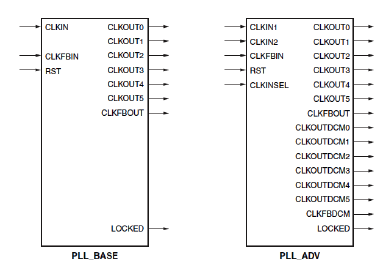 CLKIN CLKOUT0
CLKOUT1
CLKFBIN CLKOUT2
RST CLKOUT3
CLKOUT4
CLKOUT5
CLKFBOUT
LOCKED
PLL_BASE
CLKIN1 CLKOUT0
CLKIN2 CLKOUT1
CLKFBIN CLKOUT2
RST CLKOUT3
CLKINSEL CLKOUT4
CLKOUT5
CLKFBOUT
CLKOUTDCM0
CLKOUTDCM1
CLKOUTDCM2
CLKOUTDCM3
CLKOUTDCM4
CLKOUTDCM5
CLKFBDCM
LOCKED
PLL_ADV